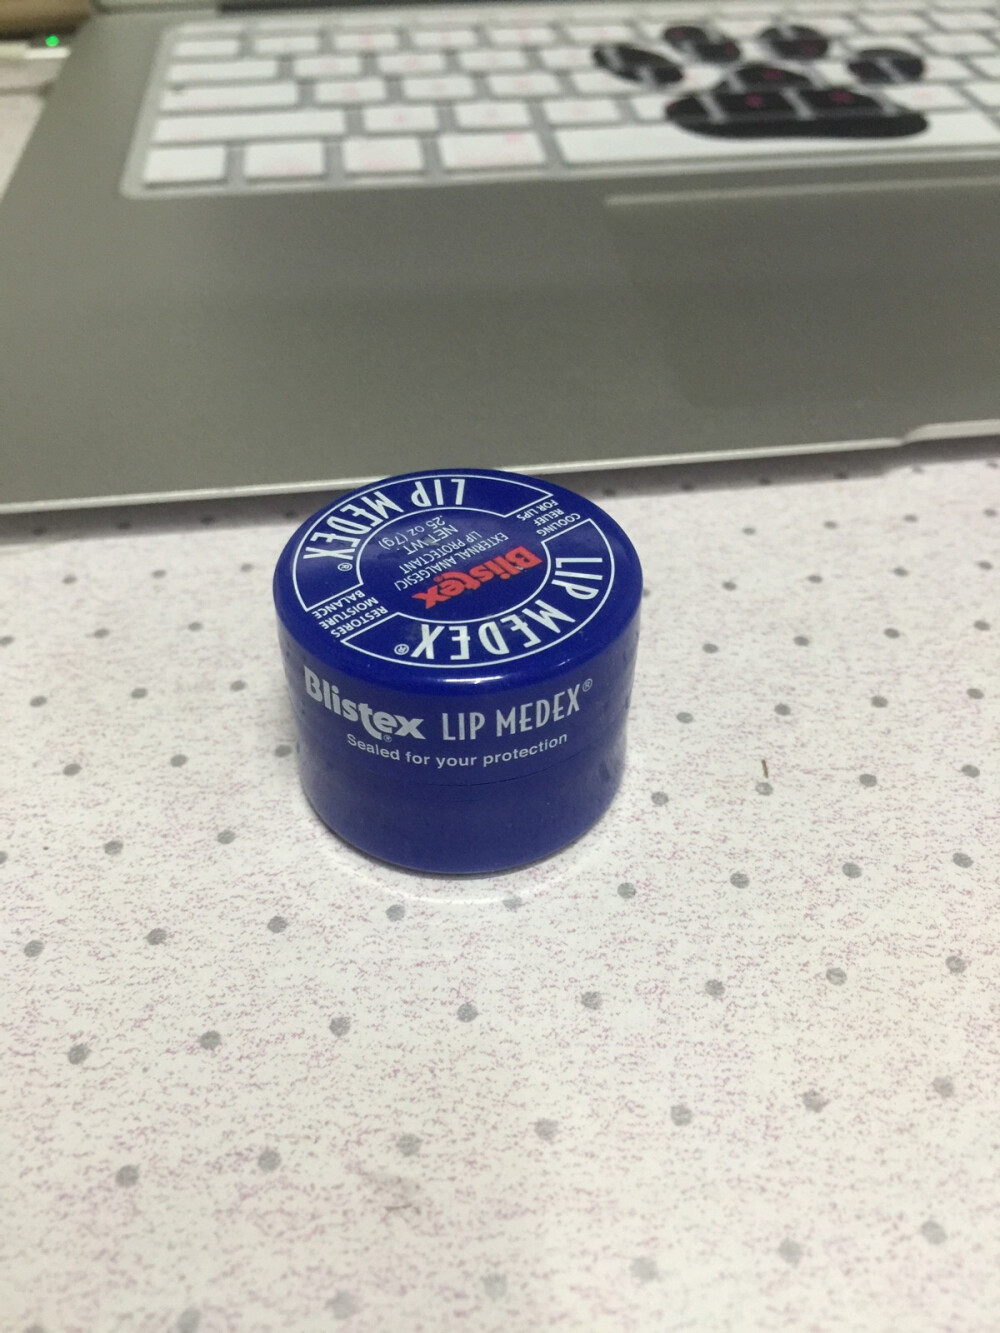 LIP MEDEX®
COOLING
RELIEF
FOR LIPS
Blistex®
EXTERNAL ANALGESIC/
LIP PROTECTANT
NET WT.
.25 oz (7g)
RESTORES
MOISTURE
BALANCE
LIP MEDEX®
Blistex® LIP MEDEX®
Sealed for your protection